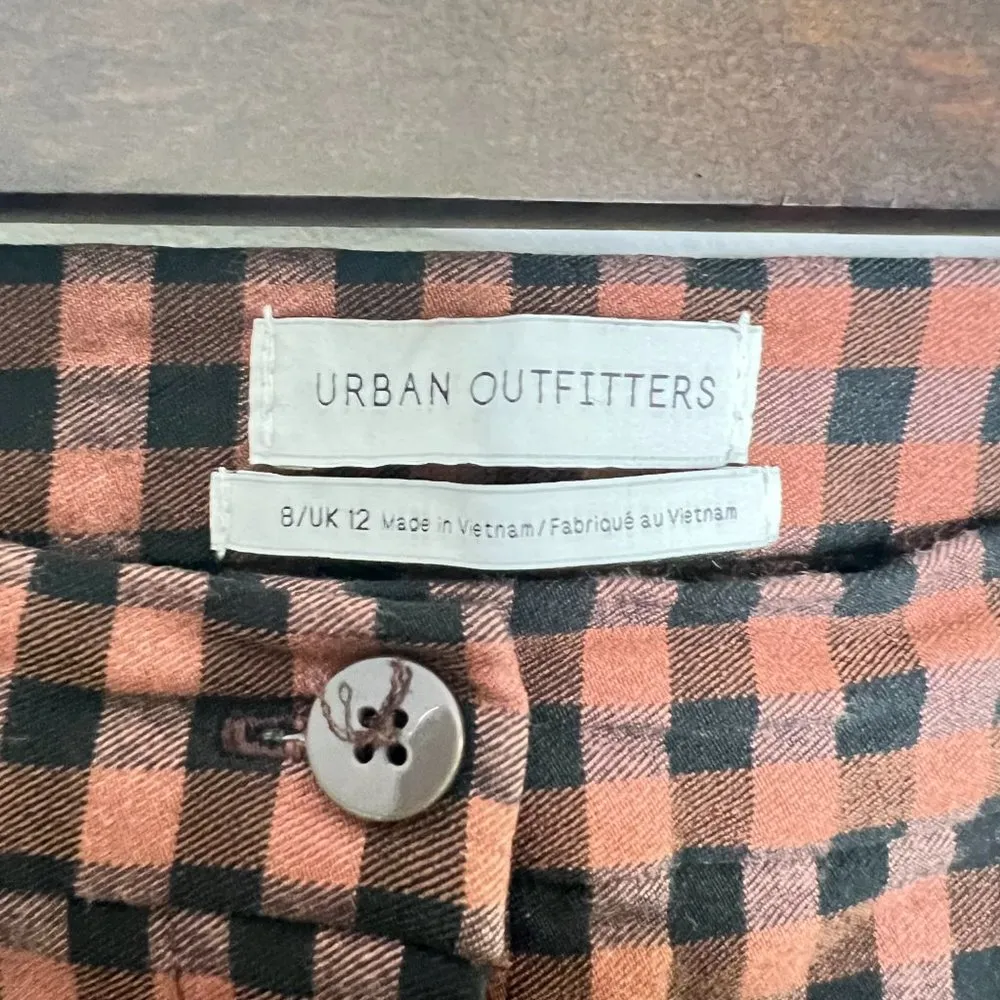 URBAN OUTFITTERS
8/UK 12 Made in Vietnam/Fabriqué au Vietnam